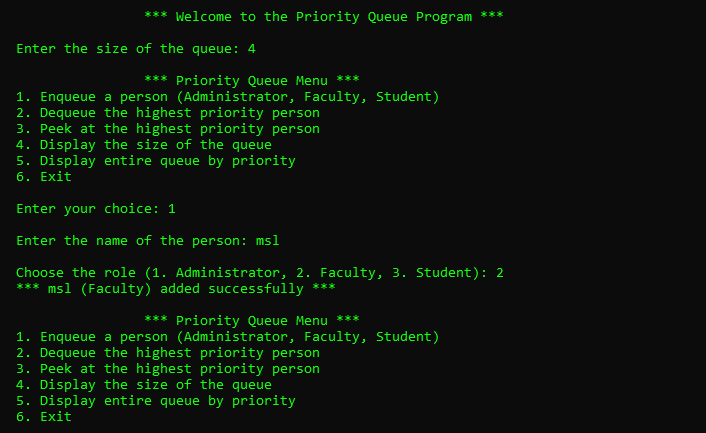 *** Welcome to the Priority Queue Program ***
Enter the size of the queue: 4
*** Priority Queue Menu ***
1. Enqueue a person (Administrator, Faculty, Student)
2. Dequeue the highest priority person
3. Peek at the highest priority person
4. Display the size of the queue
5. Display entire queue by priority
6. Exit
Enter your choice: 1
Enter the name of the person: msl
Choose the role (1. Administrator, 2. Faculty, 3. Student): 2
*** msl (Faculty) added successfully ***
*** Priority Queue Menu ***
1. Enqueue a person (Administrator, Faculty, Student)
2. Dequeue the highest priority person
3. Peek at the highest priority person
4. Display the size of the queue
5. Display entire queue by priority
6. Exit